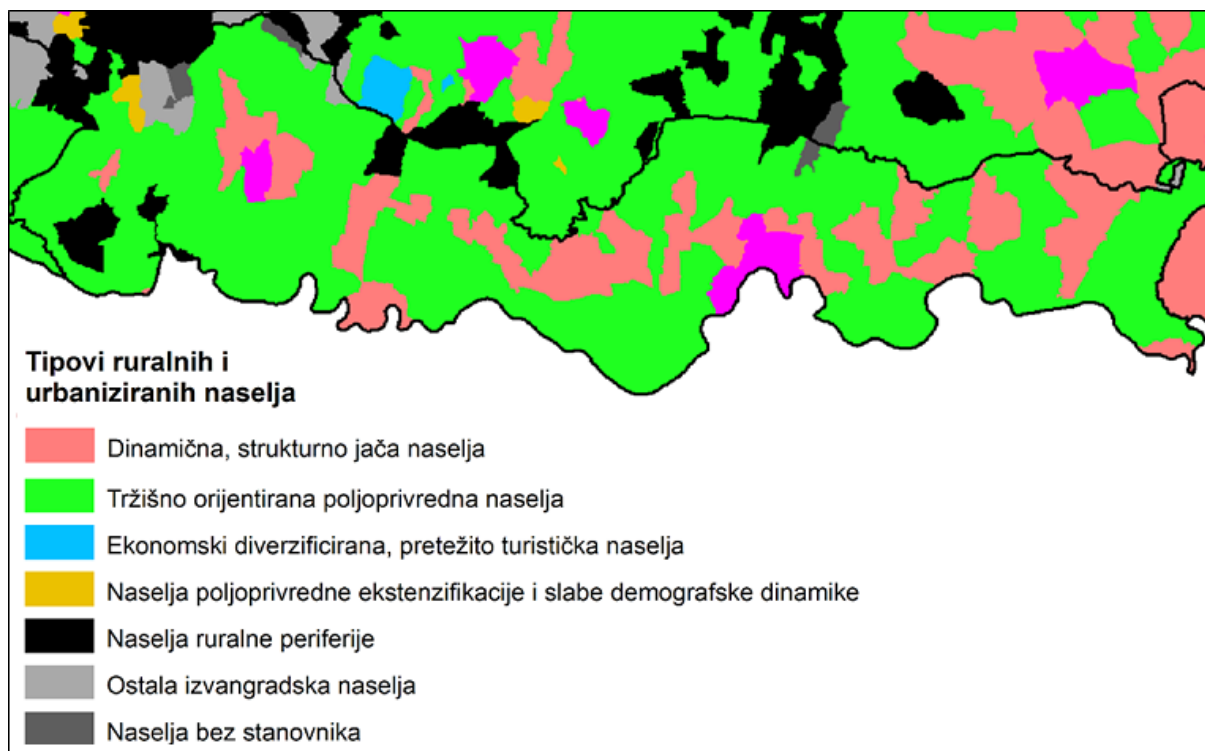 Tipovi ruralnih i
urbaniziranih naselja
Dinamična, strukturno jača naselja
Tržišno orijentirana poljoprivredna naselja
Ekonomski diverzificirana, pretežito turistička naselja
Naselja poljoprivredne ekstenzifikacije i slabe demografske dinamike
Naselja ruralne periferije
Ostala izvangradska naselja
Naselja bez stanovnika